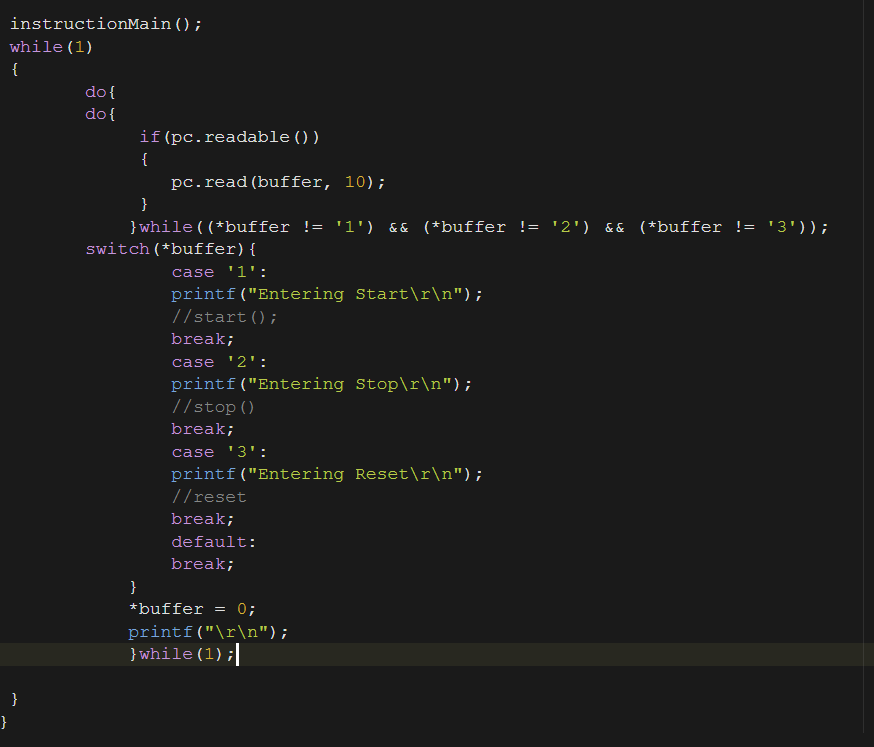 instructionMain();
while(1)
{
do{
do{
if(pc.readable())
{
pc.read(buffer, 10);
}
}while((*buffer != '1') && (*buffer != '2') && (*buffer != '3'));
switch(*buffer){
case '1':
printf("Entering Start\r\n");
//start();
break;
case '2':
printf("Entering Stop\r\n");
//stop()
break;
case '3':
printf("Entering Reset\r\n");
//reset
break;
default:
break;
}
*buffer = 0;
printf("\r\n");
}while(1);
}
}